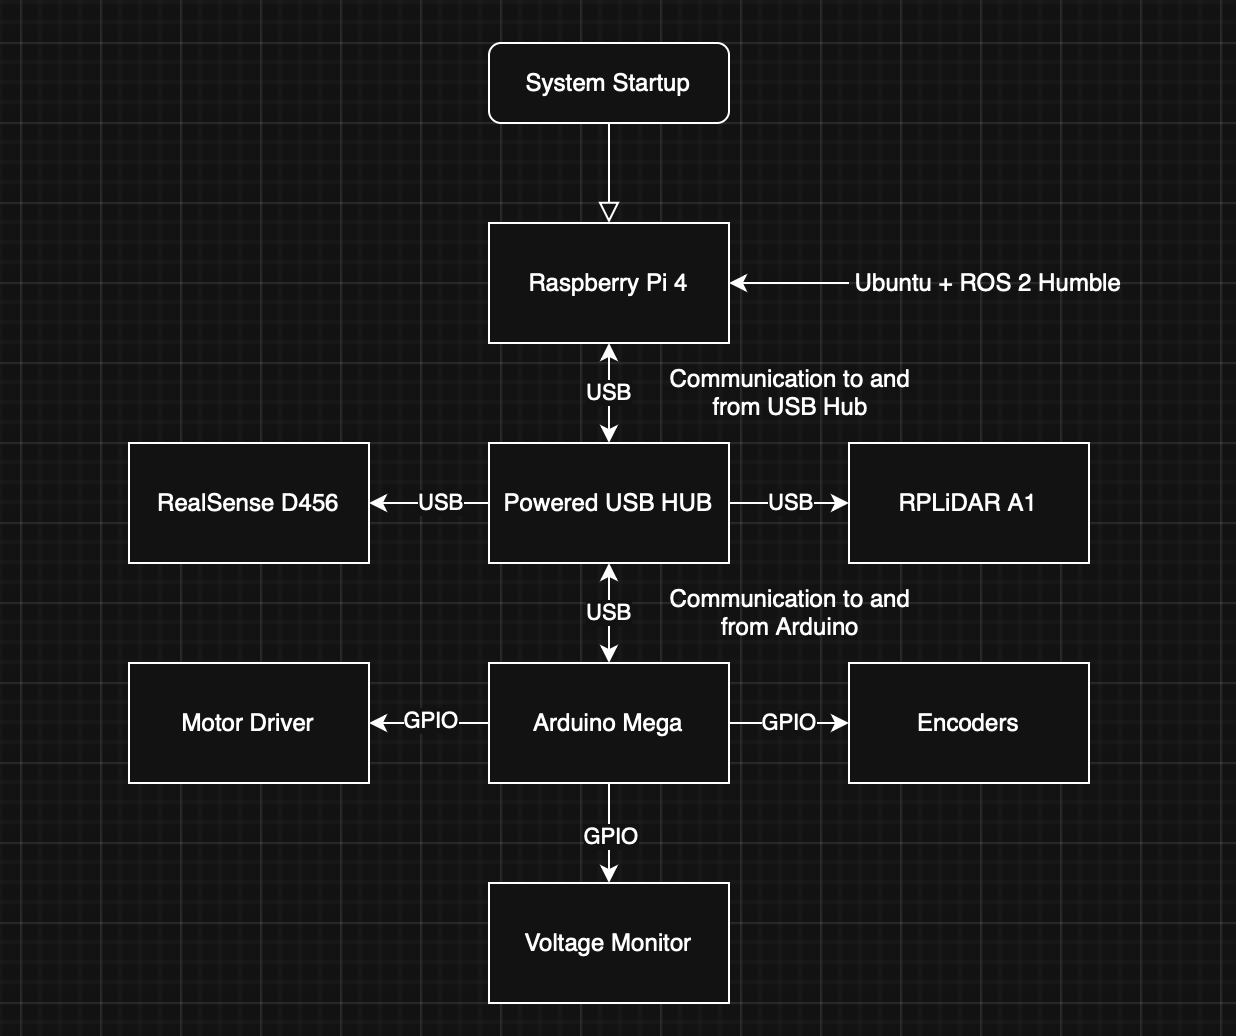 System Startup
Raspberry Pi 4
Ubuntu + ROS 2 Humble
USB
Communication to and
from USB Hub
RealSense D456
USB
Powered USB HUB
USB
RPLiDAR A1
USB
Communication to and
from Arduino
Motor Driver
GPIO
Arduino Mega
GPIO
Encoders
GPIO
Voltage Monitor